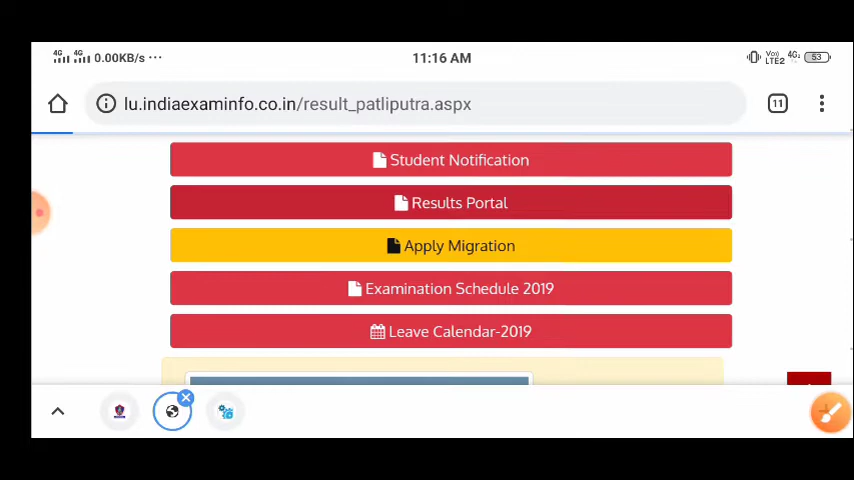 4G 4G 0.00KB/s ··· 11:16 AM Vo) LTE2 4G 53
lu.indiaexaminfo.co.in/result_patliputra.aspx 11
Student Notification
Results Portal
Apply Migration
Examination Schedule 2019
Leave Calendar-2019